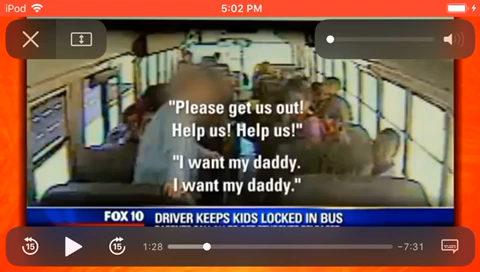 iPod
5:02 PM
"Please get us out!
Help us! Help us!"
"I want my daddy.
I want my daddy."
FOX 10
DRIVER KEEPS KIDS LOCKED IN BUS
15
15
1:28
−7:31